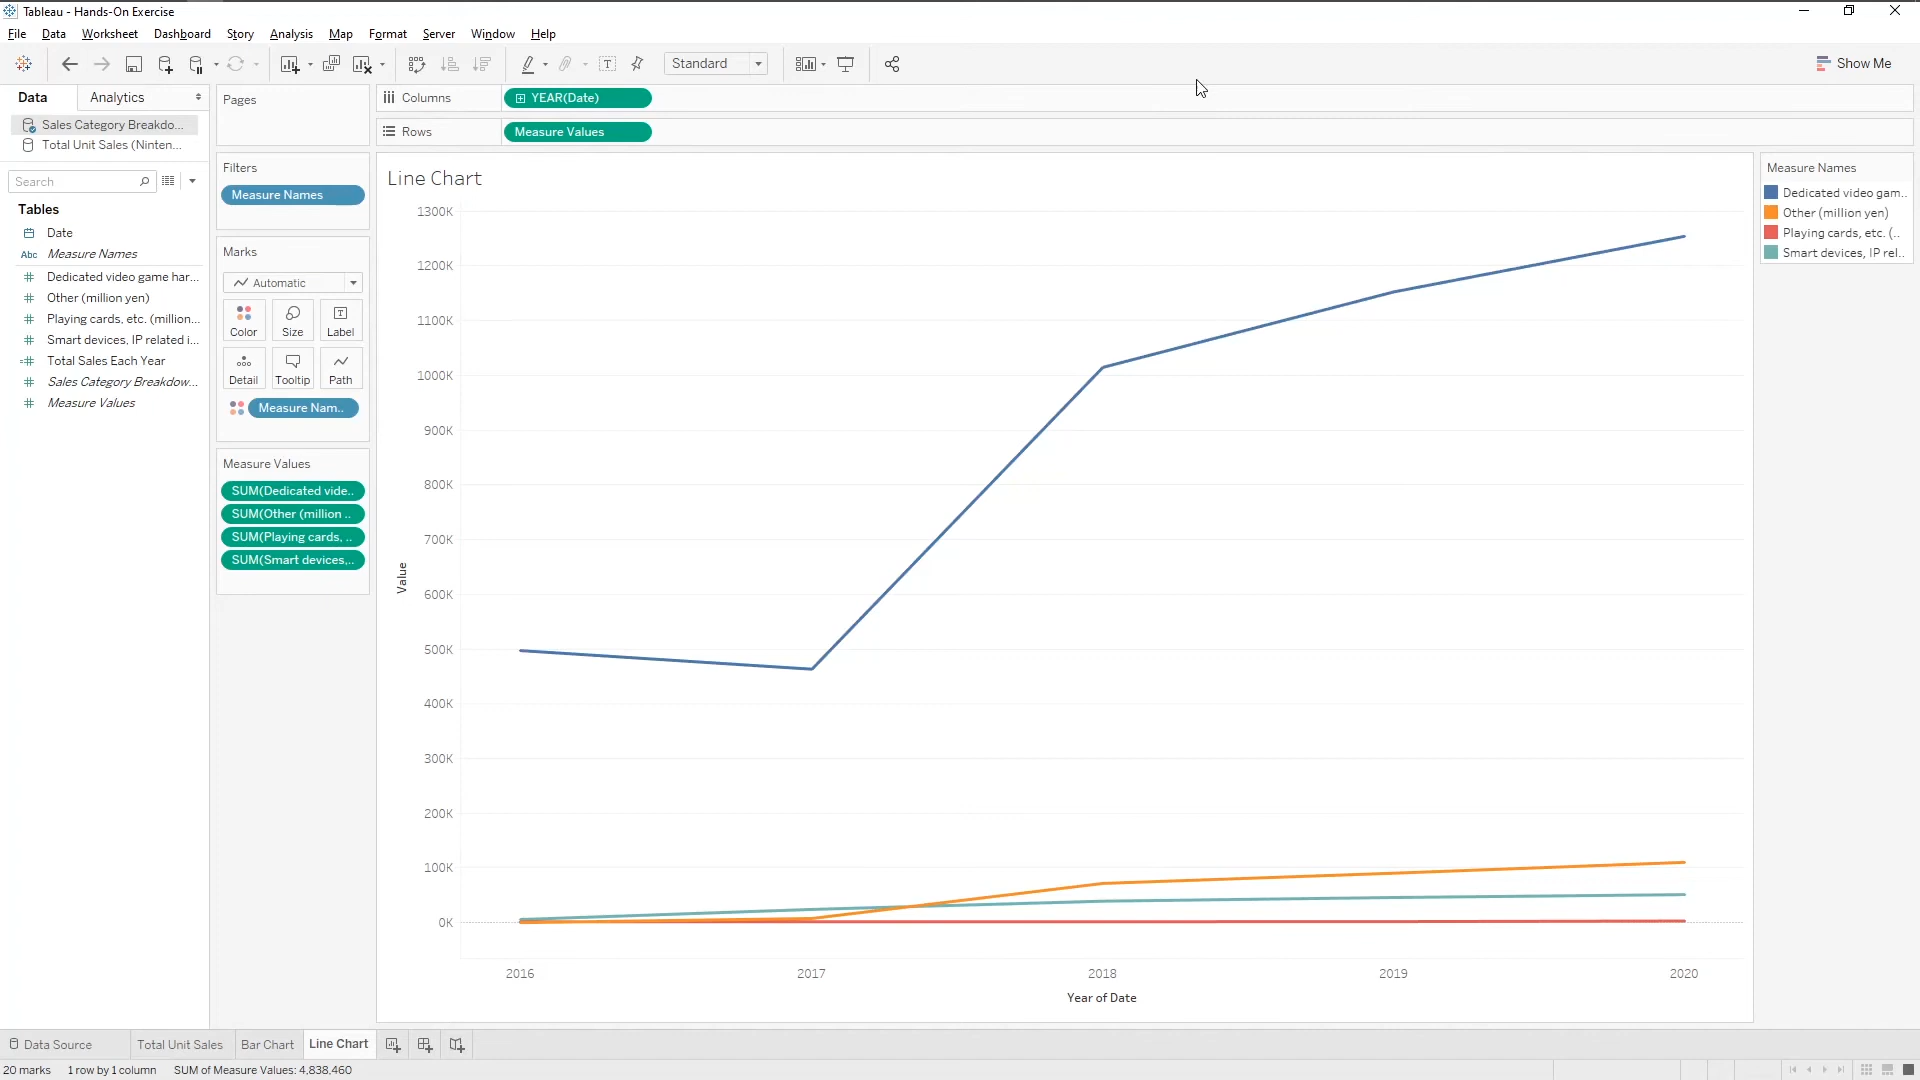 Tableau - Hands-On Exercise
File Data Worksheet Dashboard Story Analysis Map Format Server Window Help
Standard
Show Me
Data
Analytics
Sales Category Breakdo...
Total Unit Sales (Ninten...
Search
Tables
Date
Abc Measure Names
Dedicated video game har...
Other (million yen)
Playing cards, etc. (million...
Smart devices, IP related i...
Total Sales Each Year
Sales Category Breakdow...
Measure Values
Pages
Filters
Measure Names
Marks
Automatic
Color
Size
Label
Detail
Tooltip
Path
Measure Nam..
Measure Values
SUM(Dedicated vide..
SUM(Other (million ..
SUM(Playing cards, ..
SUM(Smart devices,..
Columns
YEAR(Date)
Rows
Measure Values
Line Chart
1300K
1200K
1100K
1000K
900K
800K
700K
600K
500K
400K
300K
200K
100K
0K
Value
2016 2017 2018 2019 2020
Year of Date
Measure Names
Dedicated video gam..
Other (million yen)
Playing cards, etc. (..
Smart devices, IP rel..
Data Source
Total Unit Sales
Bar Chart
Line Chart
20 marks 1 row by 1 column SUM of Measure Values: 4,838,460